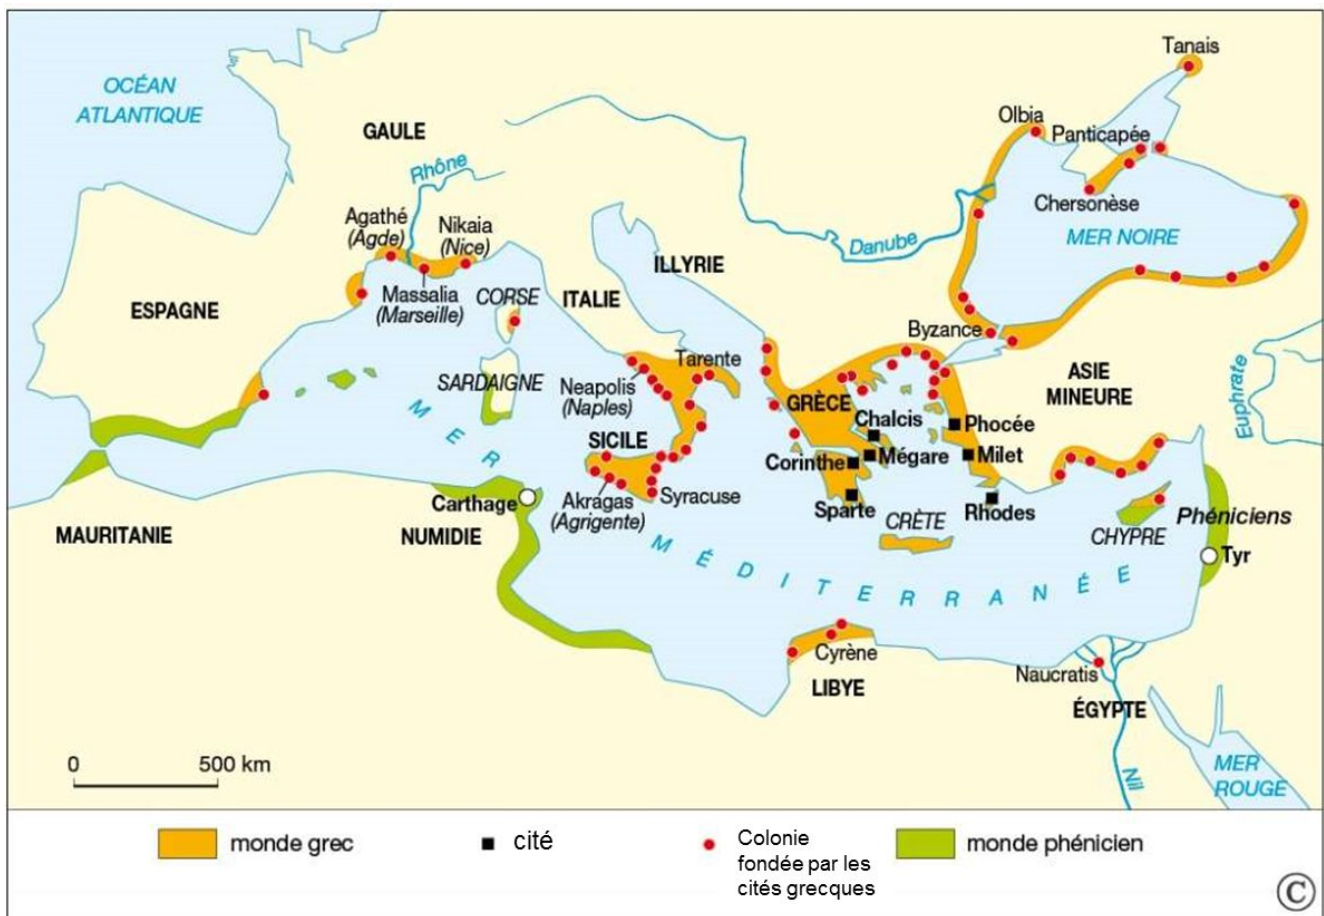 Tanais
OCÉAN
ATLANTIQUE
Olbia
GAULE
Panticapée
Rhône
Chersonèse
Agathé
(Agde)
Nikaia
(Nice)
MER NOIRE
Danube
ILLYRIE
Massalia
(Marseille)
CORSE
ITALIE
ESPAGNE
Byzance
Tarente
ASIE
MINEURE
Euphrate
SARDAIGNE
Neapolis
(Naples)
GRÈCE
Chalcis
Phocée
SICILE
Corinthe
Mégare
Milet
Akragas
(Agrigente)
Syracuse
Carthage
Sparte
Rhodes
CRÈTE
CHYPRE
Phéniciens
MAURITANIE
NUMIDIE
Tyr
MER
MÉDITERRANÉE
Cyrène
Naucratis
LIBYE
ÉGYPTE
Nil
MER
ROUGE
0 500 km
monde grec
cité
Colonie
fondée par les
cités grecques
monde phénicien
©